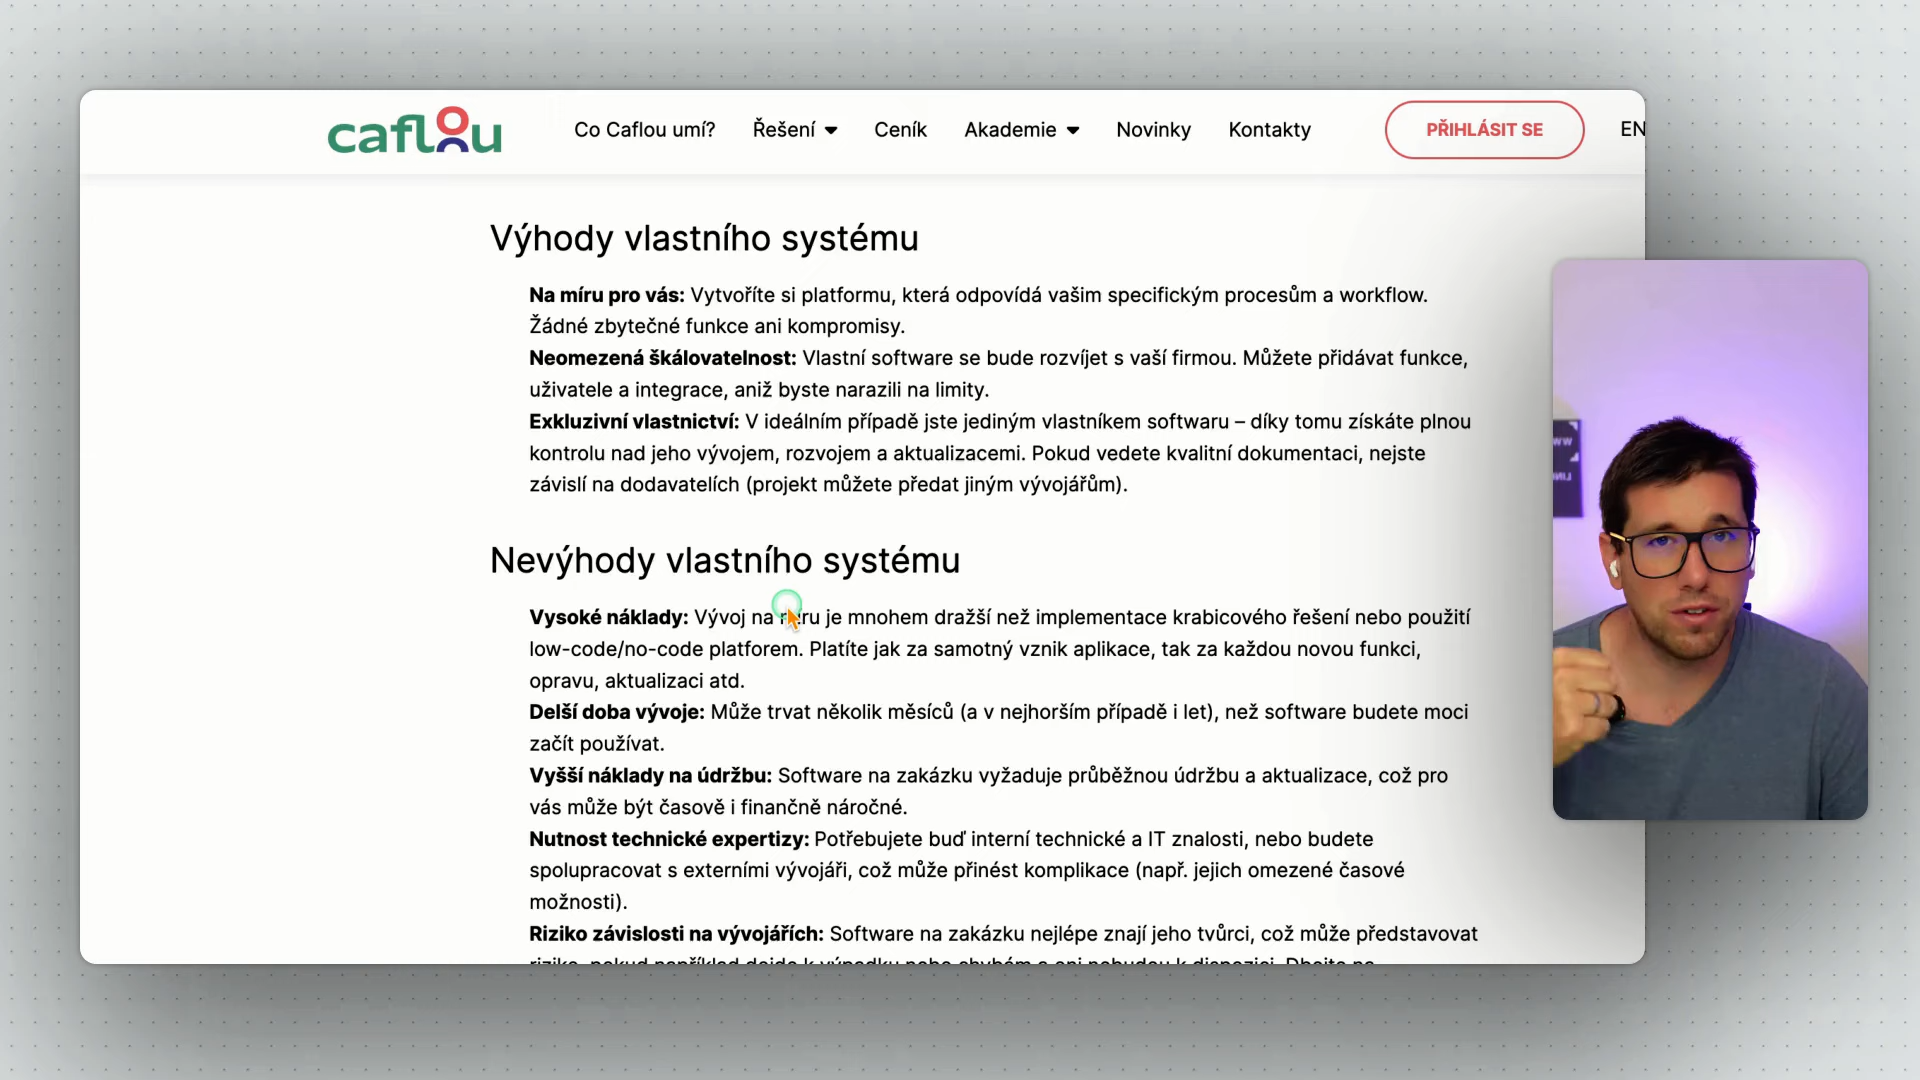 caflou
Co Caflou umí?
Řešení
Ceník
Akademie
Novinky
Kontakty
PŘIHLÁSIT SE
EN
Výhody vlastního systému
Na míru pro vás: Vytvoříte si platformu, která odpovídá vašim specifickým procesům a workflow.
Žádné zbytečné funkce ani kompromisy.
Neomezená škálovatelnost: Vlastní software se bude rozvíjet s vaší firmou. Můžete přidávat funkce,
uživatele a integrace, aniž byste narazili na limity.
Exkluzivní vlastnictví: V ideálním případě jste jediným vlastníkem softwaru – díky tomu získáte plnou
kontrolu nad jeho vývojem, rozvojem a aktualizacemi. Pokud vedete kvalitní dokumentaci, nejste
závislí na dodavatelích (projekt můžete předat jiným vývojářům).
Nevýhody vlastního systému
Vysoké náklady: Vývoj na míru je mnohem dražší než implementace krabicového řešení nebo použití
low-code/no-code platforem. Platíte jak za samotný vznik aplikace, tak za každou novou funkci,
opravu, aktualizaci atd.
Delší doba vývoje: Může trvat několik měsíců (a v nejhorším případě i let), než software budete moci
začít používat.
Vyšší náklady na údržbu: Software na zakázku vyžaduje průběžnou údržbu a aktualizace, což pro
vás může být časově i finančně náročné.
Nutnost technické expertizy: Potřebujete buď interní technické a IT znalosti, nebo budete
spolupracovat s externími vývojáři, což může přinést komplikace (např. jejich omezené časové
možnosti).
Riziko závislosti na vývojářích: Software na zakázku nejlépe znají jeho tvůrci, což může představovat